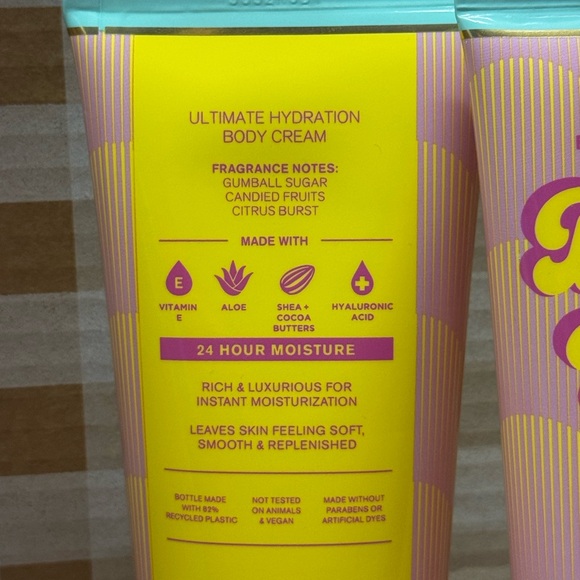 ULTIMATE HYDRATION
BODY CREAM
FRAGRANCE NOTES:
GUMBALL SUGAR
CANDIED FRUITS
CITRUS BURST
MADE WITH
E
VITAMIN
E
ALOE
SHEA +
COCOA
BUTTERS
HYALURONIC
ACID
24 HOUR MOISTURE
RICH & LUXURIOUS FOR
INSTANT MOISTURIZATION
LEAVES SKIN FEELING SOFT,
SMOOTH & REPLENISHED
BOTTLE MADE
WITH 92%
RECYCLED PLASTIC
NOT TESTED
ON ANIMALS
& VEGAN
MADE WITHOUT
PARABENS OR
ARTIFICIAL DYES